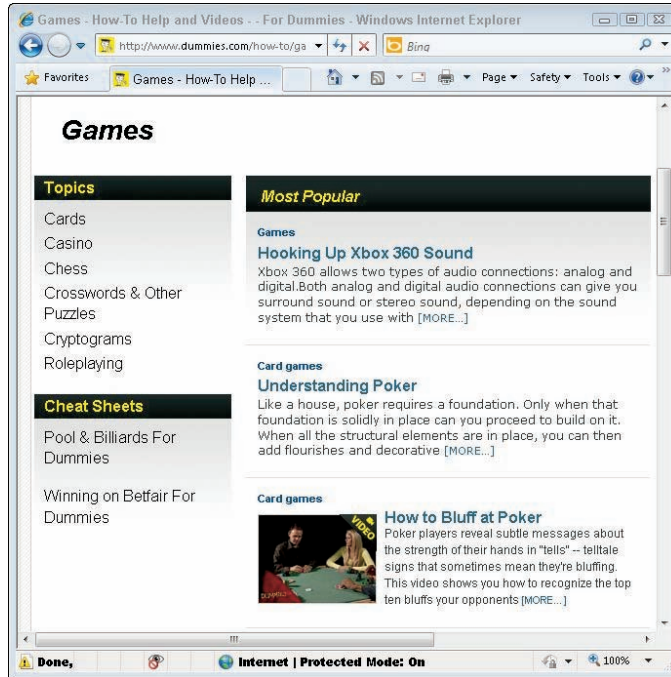 Games - How-To Help and Videos - - For Dummies - Windows Internet Explorer
http://www.dummies.com/how-to/ga
Bing
Favorites
Games - How-To Help ...
Page
Safety
Tools
Games
Topics
Cards
Casino
Chess
Crosswords & Other
Puzzles
Cryptograms
Roleplaying
Cheat Sheets
Pool & Billiards For
Dummies
Winning on Betfair For
Dummies
Most Popular
Games
Hooking Up Xbox 360 Sound
Xbox 360 allows two types of audio connections: analog and
digital.Both analog and digital audio connections can give you
surround sound or stereo sound, depending on the sound
system that you use with [MORE...]
Card games
Understanding Poker
Like a house, poker requires a foundation. Only when that
foundation is solidly in place can you proceed to build on it.
When all the structural elements are in place, you can then
add flourishes and decorative [MORE...]
Card games
VIDEO
How to Bluff at Poker
Poker players reveal subtle messages about
the strength of their hands in "tells" -- telltale
signs that sometimes mean they're bluffing.
This video shows you how to recognize the top
ten bluffs your opponents [MORE...]
Done,
Internet | Protected Mode: On
100%